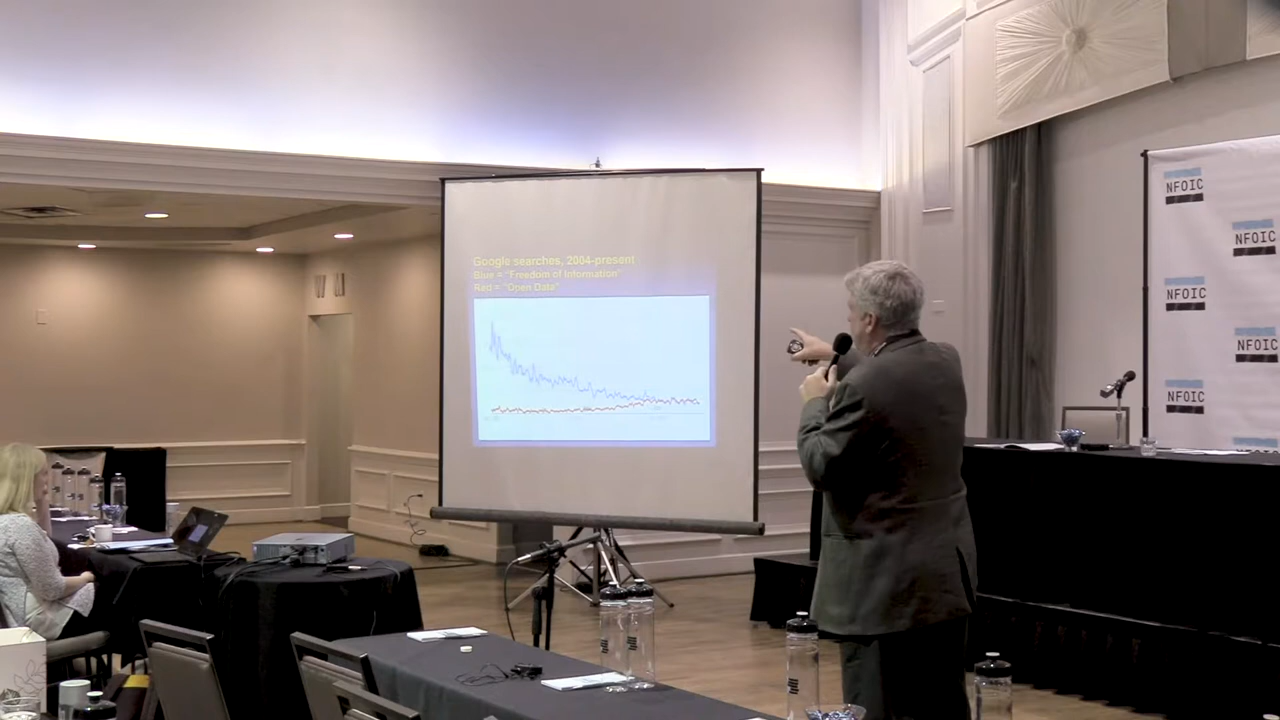 Google searches, 2004-present
Blue = "Freedom of Information"
Red = "Open Data"
NFOIC
NFOIC
NFOIC
NFOIC
NFOIC